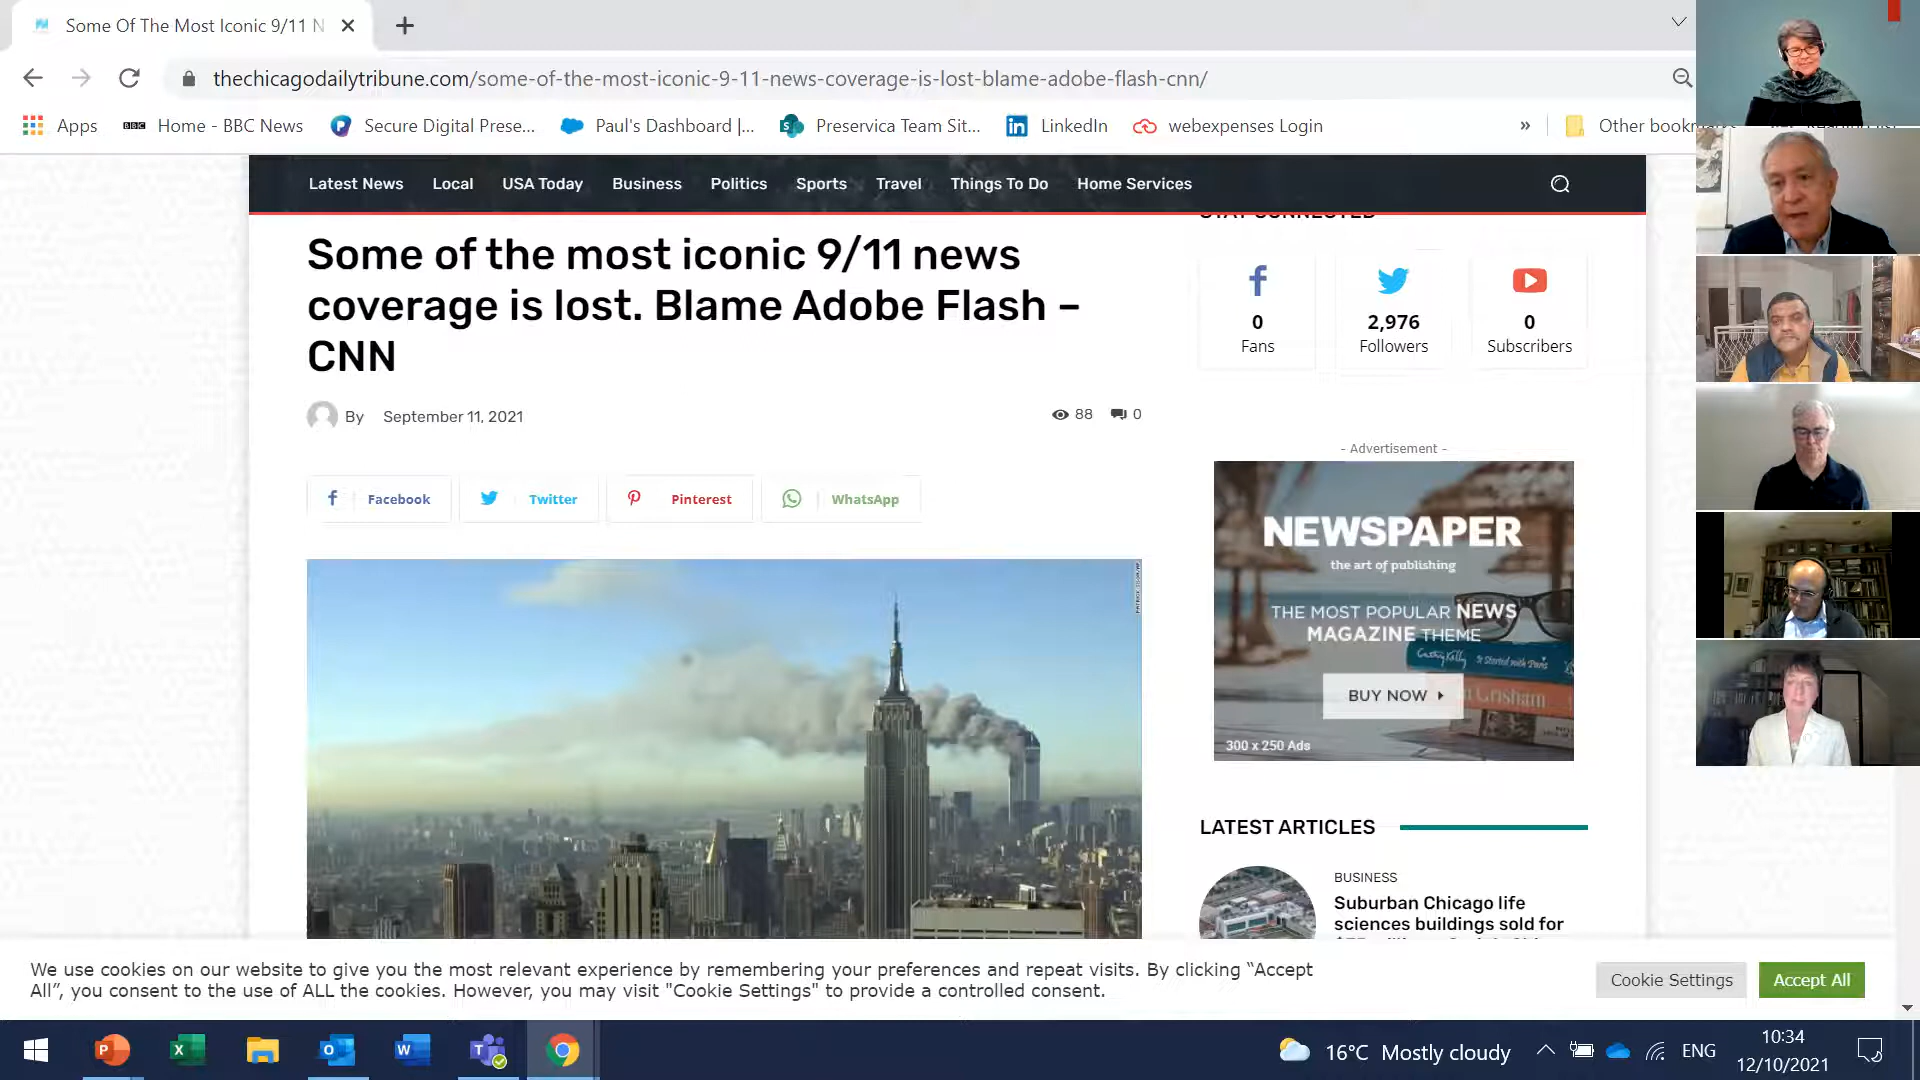 Some Of The Most Iconic 9/11 N
thechicagodailytribune.com/some-of-the-most-iconic-9-11-news-coverage-is-lost-blame-adobe-flash-cnn/
Apps
BBC
Home - BBC News
Secure Digital Prese...
Paul's Dashboard |...
Preservica Team Sit...
LinkedIn
webexpenses Login
»
Other bookm
Latest News Local USA Today Business Politics Sports Travel Things To Do Home Services
STAY CONNECTED
Some of the most iconic 9/11 news
coverage is lost. Blame Adobe Flash –
CNN
By September 11, 2021
88 0
Facebook Twitter Pinterest WhatsApp
0
Fans
2,976
Followers
0
Subscribers
- Advertisement -
NEWSPAPER
the art of publishing
THE MOST POPULAR NEWS
MAGAZINE THEME
Cathy Kelly
Grisham
BUY NOW
300 x 250 Ads
LATEST ARTICLES
BUSINESS
Suburban Chicago life
sciences buildings sold for
We use cookies on our website to give you the most relevant experience by remembering your preferences and repeat visits. By clicking “Accept
All”, you consent to the use of ALL the cookies. However, you may visit "Cookie Settings" to provide a controlled consent.
Cookie Settings Accept All
16°C Mostly cloudy
ENG
10:34
12/10/2021